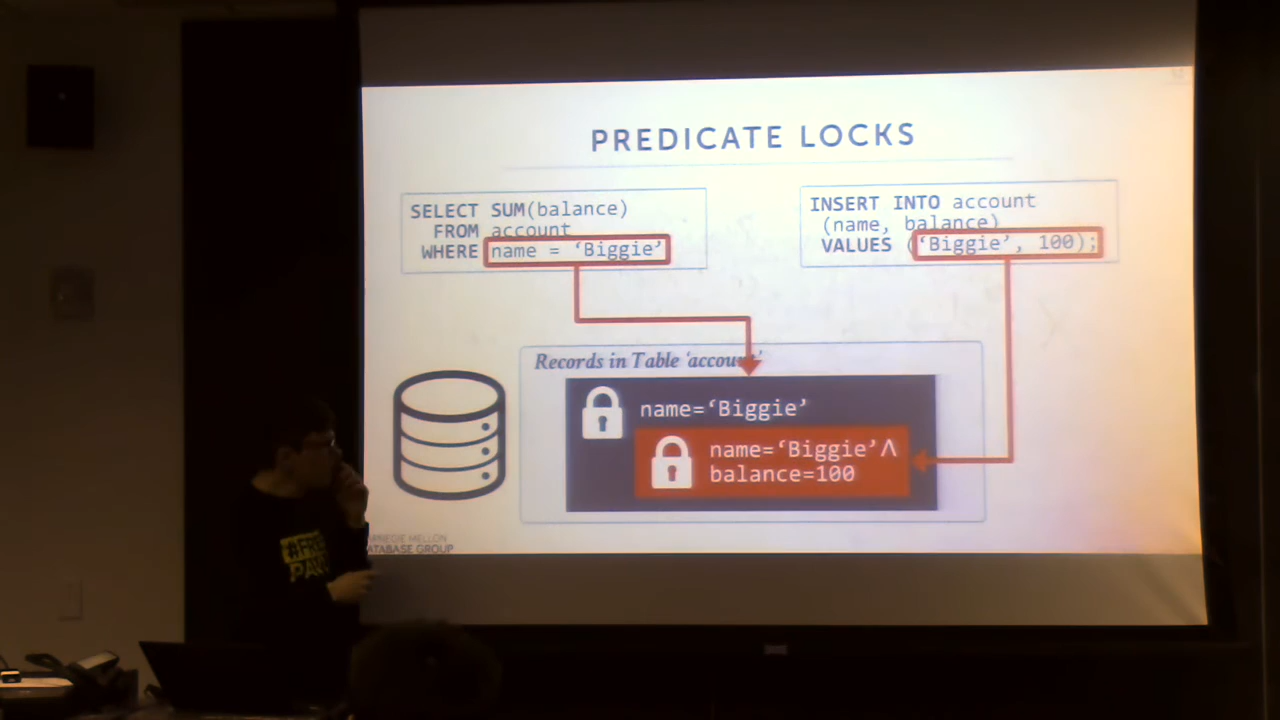 PREDICATE LOCKS
SELECT SUM(balance)
FROM account
WHERE name = ‘Biggie’
INSERT INTO account
(name, balance)
VALUES (‘Biggie’, 100);
Records in Table ‘account’
name=‘Biggie’
name=‘Biggie’∧
balance=100
MELLON
DATABASE GROUP
#FREE